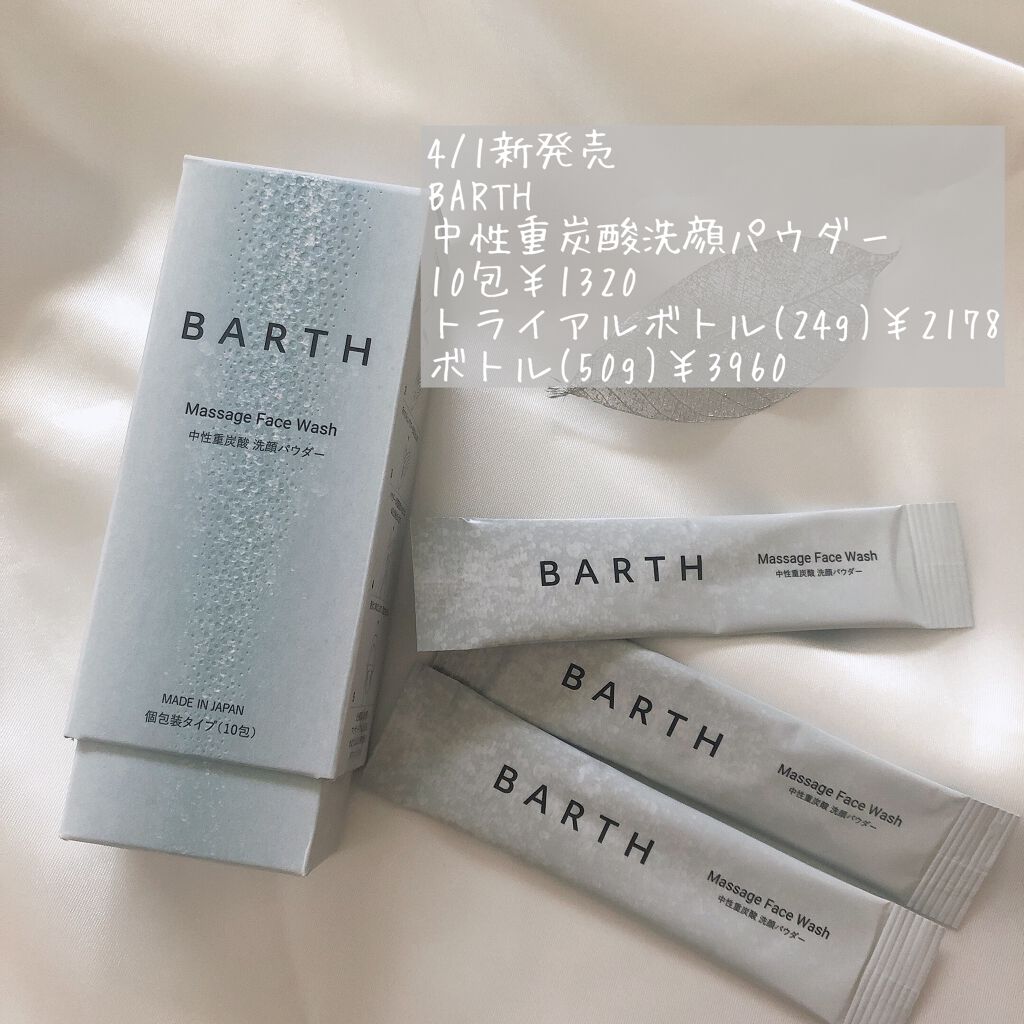 4/1新発売
BARTH
中性重炭酸洗顔パウダー
10包￥1320
トライアルボトル(24g)￥2178
ボトル(50g)￥3960
BARTH
Massage Face Wash
中性重炭酸 洗顔パウダー
MADE IN JAPAN
個包装タイプ(10包)
BARTH
Massage Face Wash
中性重炭酸 洗顔パウダー
BARTH
Massage Face Wash
中性重炭酸 洗顔パウダー
BARTH
Massage Face Wash
中性重炭酸 洗顔パウダー